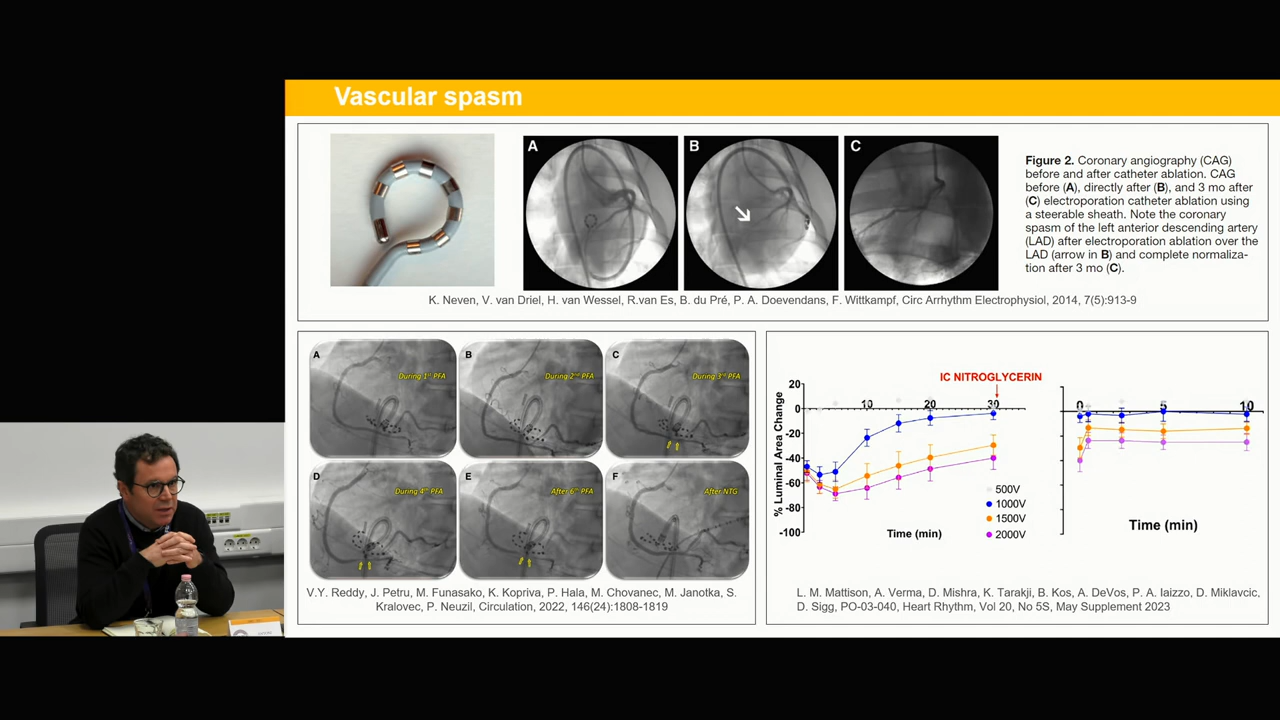 Vascular spasm
A
B
C
Figure 2. Coronary angiography (CAG)
before and after catheter ablation. CAG
before (A), directly after (B), and 3 mo after
(C) electroporation catheter ablation using
a steerable sheath. Note the coronary
spasm of the left anterior descending artery
(LAD) after electroporation ablation over the
LAD (arrow in B) and complete normaliza-
tion after 3 mo (C).
K. Neven, V. van Driel, H. van Wessel, R.van Es, B. du Pré, P. A. Doevendans, F. Wittkampf, Circ Arrhythm Electrophysiol, 2014, 7(5):913-9
A
During 1st PFA
B
During 2nd PFA
C
During 3rd PFA
D
During 4th PFA
E
After 6th PFA
F
After NTG
V.Y. Reddy, J. Petru, M. Funasako, K. Kopriva, P. Hala, M. Chovanec, M. Janotka, S.
Kralovec, P. Neuzil, Circulation, 2022, 146(24):1808-1819
IC NITROGLYCERIN
% Luminal Area Change
20
0
-20
-40
-60
-80
-100
10
20
30
Time (min)
500V
1000V
1500V
2000V
0
5
10
Time (min)
L. M. Mattison, A. Verma, D. Mishra, K. Tarakji, B. Kos, A. DeVos, P. A. Iaizzo, D. Miklavcic,
D. Sigg, PO-03-040, Heart Rhythm, Vol 20, No 5S, May Supplement 2023